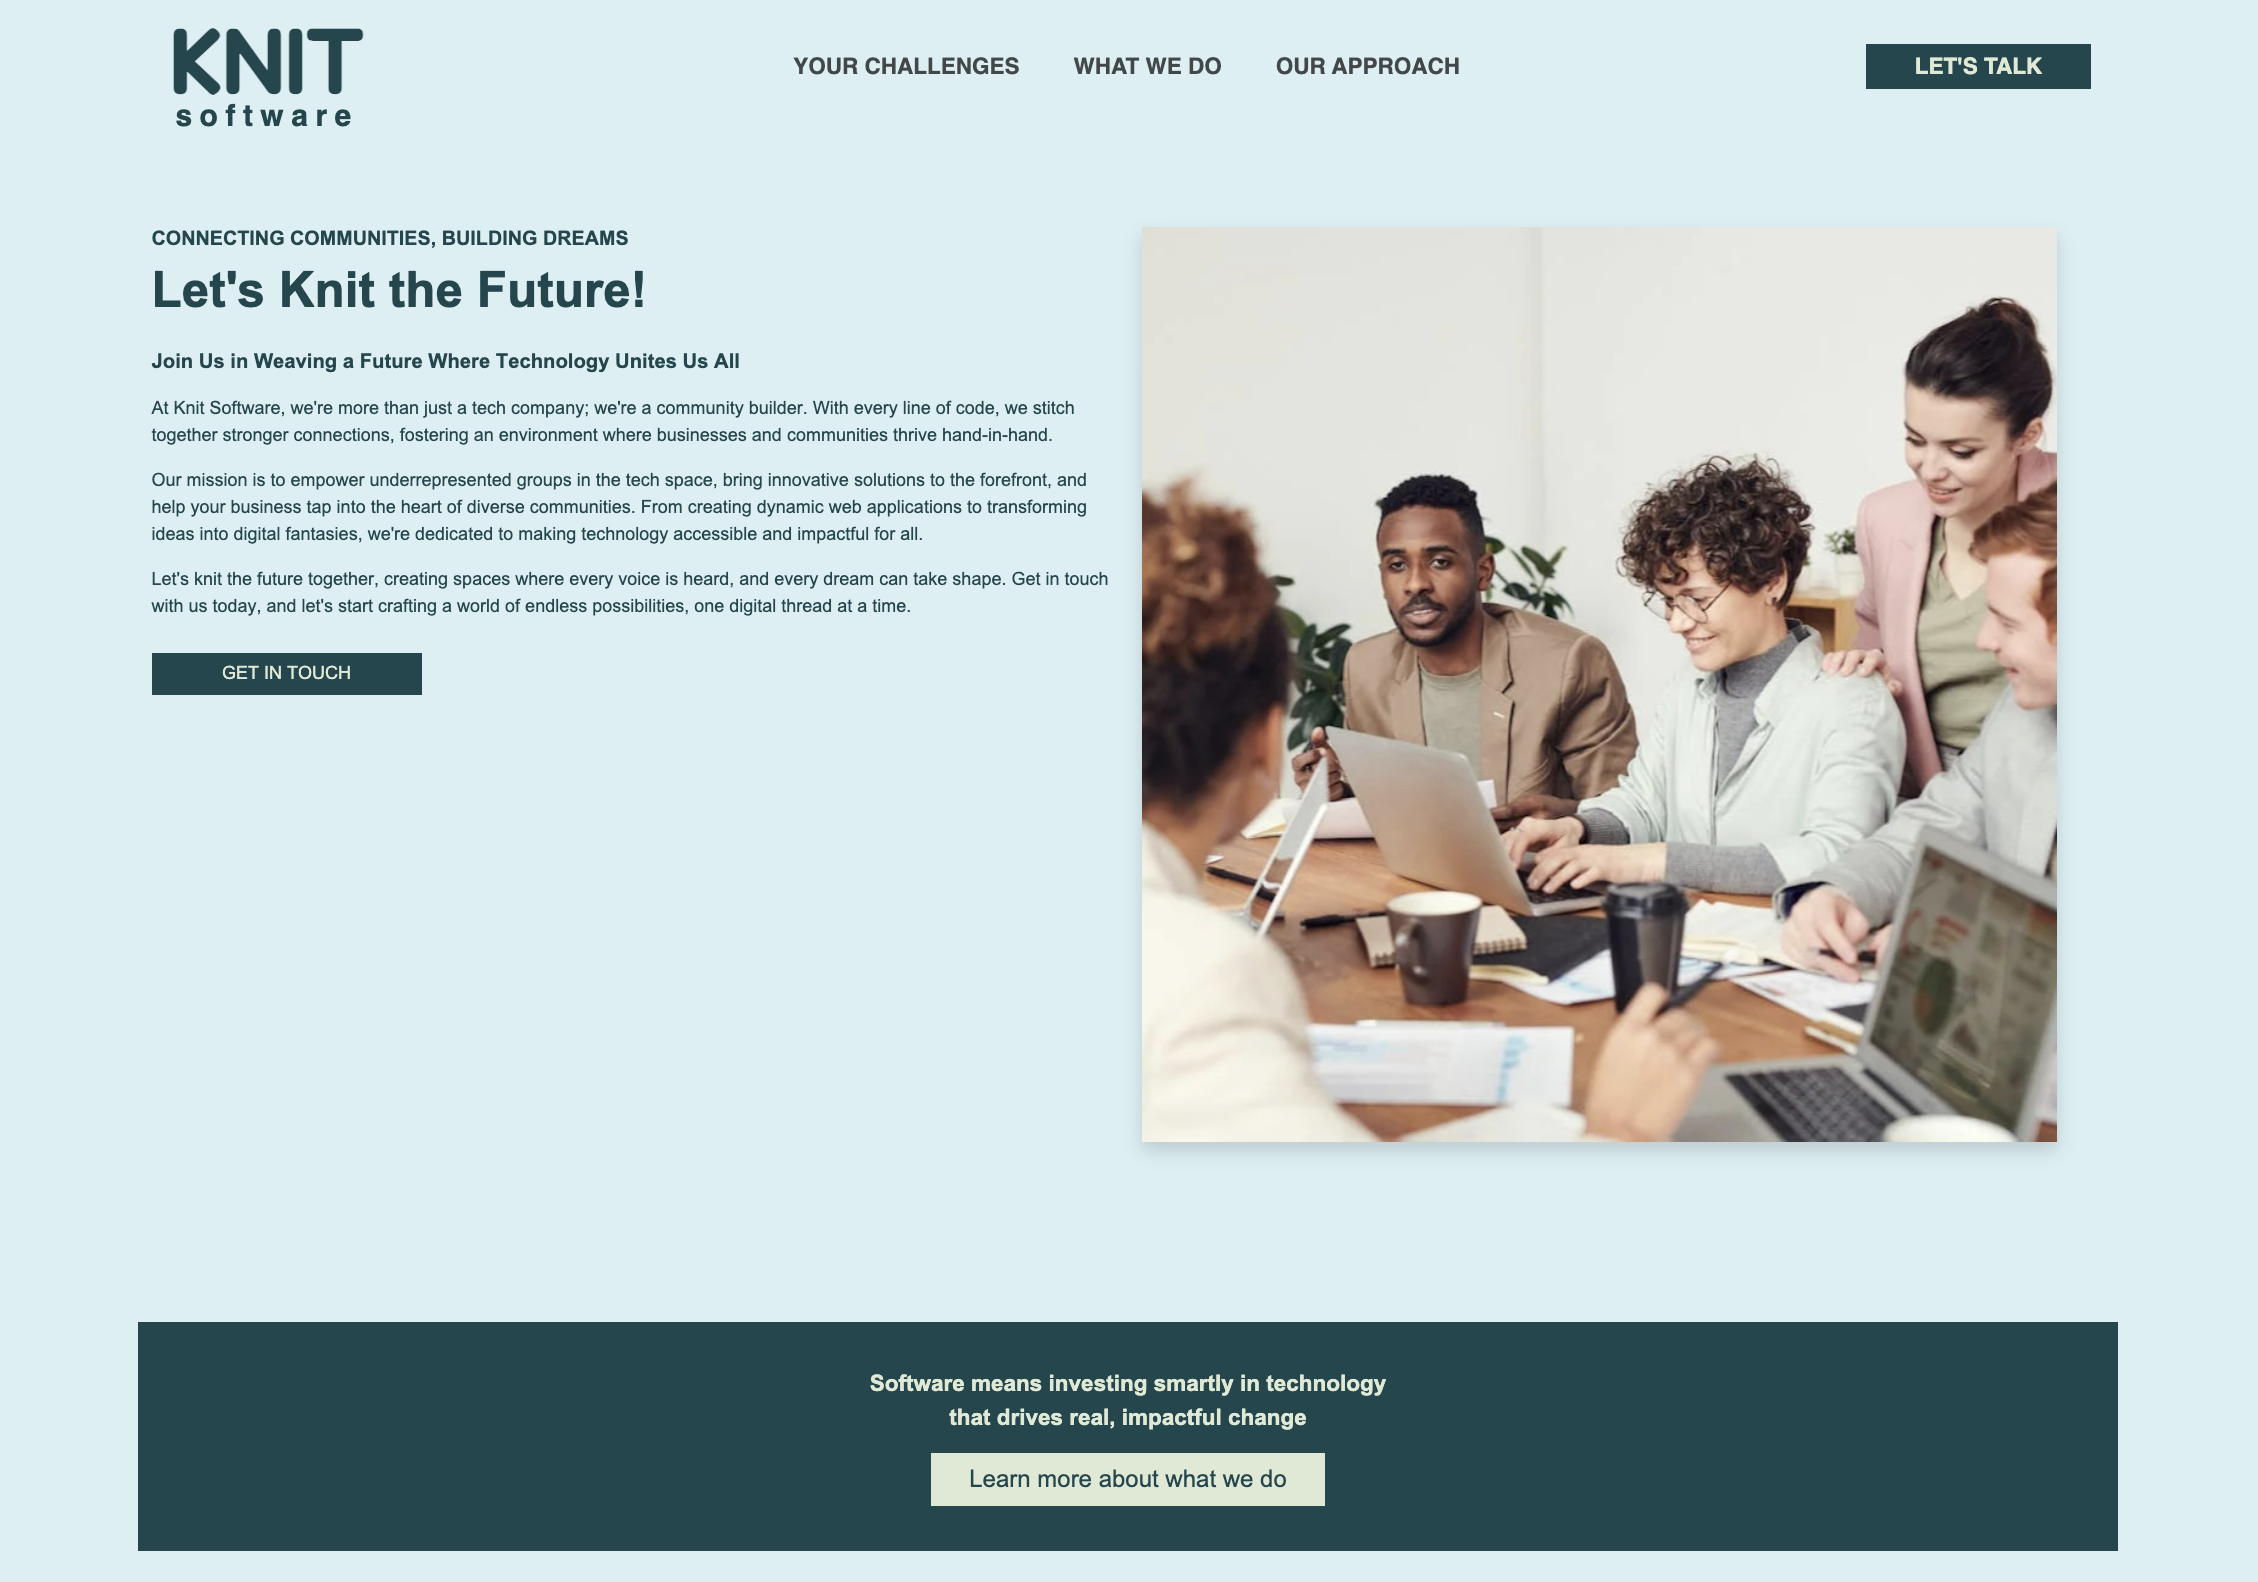 KNIT
software
YOUR CHALLENGES
WHAT WE DO
OUR APPROACH
LET'S TALK
CONNECTING COMMUNITIES, BUILDING DREAMS
Let's Knit the Future!
Join Us in Weaving a Future Where Technology Unites Us All
At Knit Software, we're more than just a tech company; we're a community builder. With every line of code, we stitch
together stronger connections, fostering an environment where businesses and communities thrive hand-in-hand.
Our mission is to empower underrepresented groups in the tech space, bring innovative solutions to the forefront, and
help your business tap into the heart of diverse communities. From creating dynamic web applications to transforming
ideas into digital fantasies, we're dedicated to making technology accessible and impactful for all.
Let's knit the future together, creating spaces where every voice is heard, and every dream can take shape. Get in touch
with us today, and let's start crafting a world of endless possibilities, one digital thread at a time.
GET IN TOUCH
Software means investing smartly in technology
that drives real, impactful change
Learn more about what we do